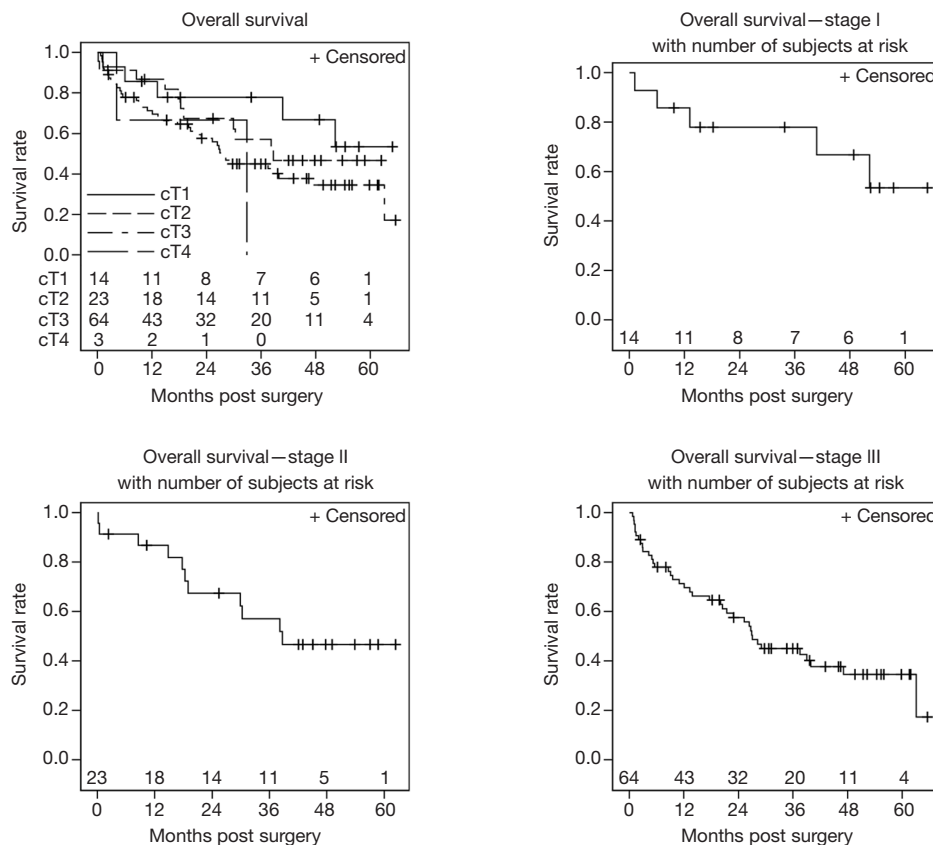 Overall survival
+ Censored
Survival rate
1.0
0.8
0.6
0.4
0.2
0.0
cT1
cT2
cT3
cT4
cT1 14 11 8 7 6 1
cT2 23 18 14 11 5 1
cT3 64 43 32 20 11 4
cT4 3 2 1 0
0 12 24 36 48 60
Months post surgery
Overall survival—stage I
with number of subjects at risk
+ Censored
Survival rate
1.0
0.8
0.6
0.4
0.2
0.0
14 11 8 7 6 1
0 12 24 36 48 60
Months post surgery
Overall survival—stage II
with number of subjects at risk
+ Censored
Survival rate
1.0
0.8
0.6
0.4
0.2
0.0
23 18 14 11 5 1
0 12 24 36 48 60
Months post surgery
Overall survival—stage III
with number of subjects at risk
+ Censored
Survival rate
1.0
0.8
0.6
0.4
0.2
0.0
64 43 32 20 11 4
0 12 24 36 48 60
Months post surgery